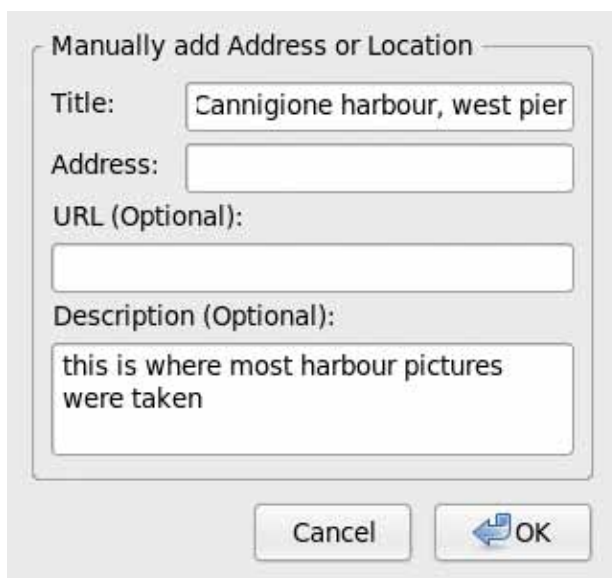 Manually add Address or Location
Title: Cannigione harbour, west pier
Address:
URL (Optional):
Description (Optional):
this is where most harbour pictures
were taken
Cancel OK